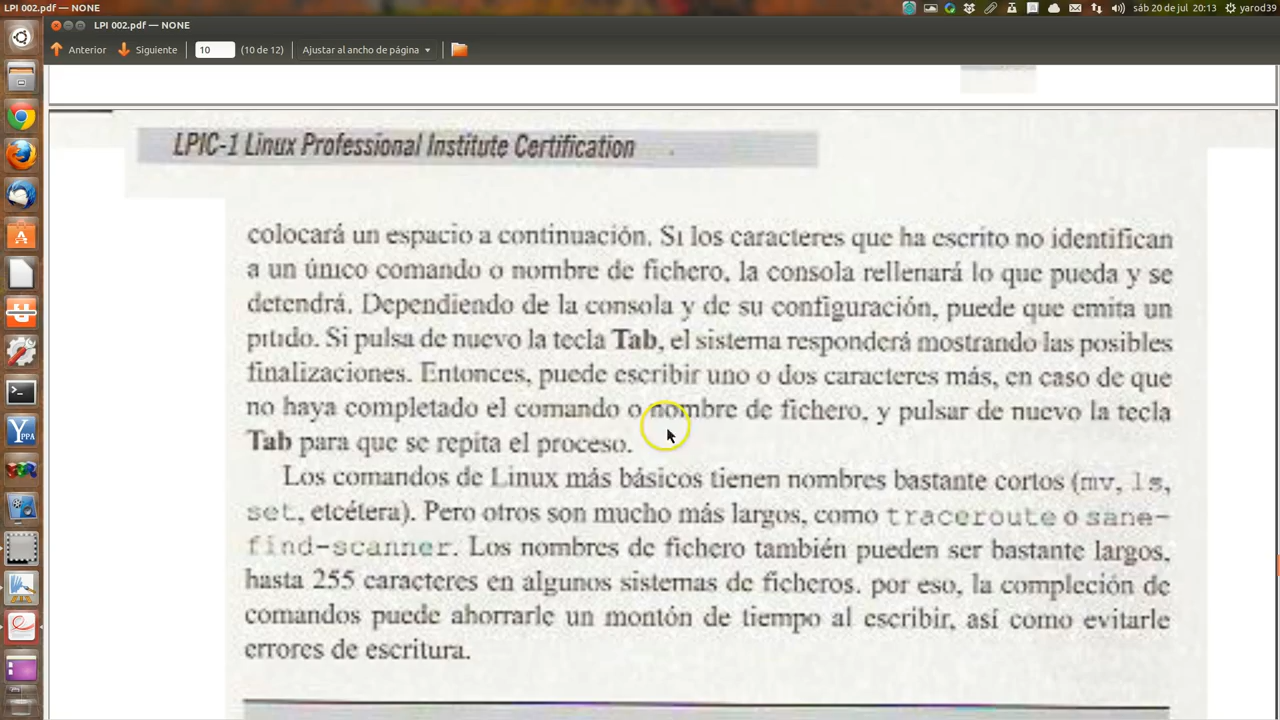 LPI 002.pdf — NONE
sáb 20 de jul 20:13 yarod39
LPI 002.pdf — NONE
Anterior Siguiente 10 (10 de 12) Ajustar al ancho de página
LPIC-1 Linux Professional Institute Certification
colocará un espacio a continuación. Si los caracteres que ha escrito no identifican
a un único comando o nombre de fichero, la consola rellenará lo que pueda y se
detendrá. Dependiendo de la consola y de su configuración, puede que emita un
pitido. Si pulsa de nuevo la tecla Tab, el sistema responderá mostrando las posibles
finalizaciones. Entonces, puede escribir uno o dos caracteres más, en caso de que
no haya completado el comando o nombre de fichero, y pulsar de nuevo la tecla
Tab para que se repita el proceso.
Los comandos de Linux más básicos tienen nombres bastante cortos (mv, ls,
set, etcétera). Pero otros son mucho más largos, como traceroute o sane-
find-scanner. Los nombres de fichero también pueden ser bastante largos,
hasta 255 caracteres en algunos sistemas de ficheros. por eso, la compleción de
comandos puede ahorrarle un montón de tiempo al escribir, así como evitarle
errores de escritura.
YPPA